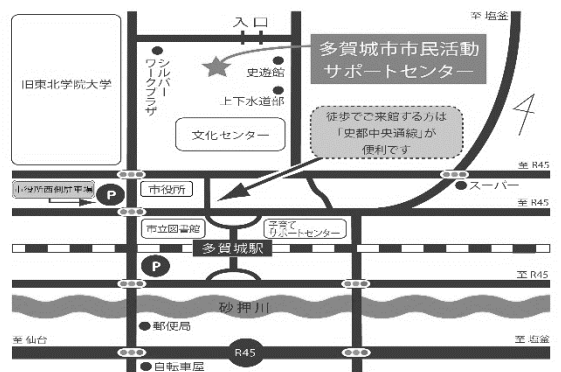 至 塩釜
入口
多賀城市市民活動
サポートセンター
シルバー
ワークプラザ
史遊館
上下水道部
旧東北学院大学
文化センター
徒歩でご来館する方は
「史都中央通線」が
便利です
至 R45
市役所西側駐車場
P
市役所
スーパー
至 R45
市立図書館
子育て
サポートセンター
多賀城駅
P
至 R45
砂押川
郵便局
至 仙台
R45
至 塩釜
自転車屋